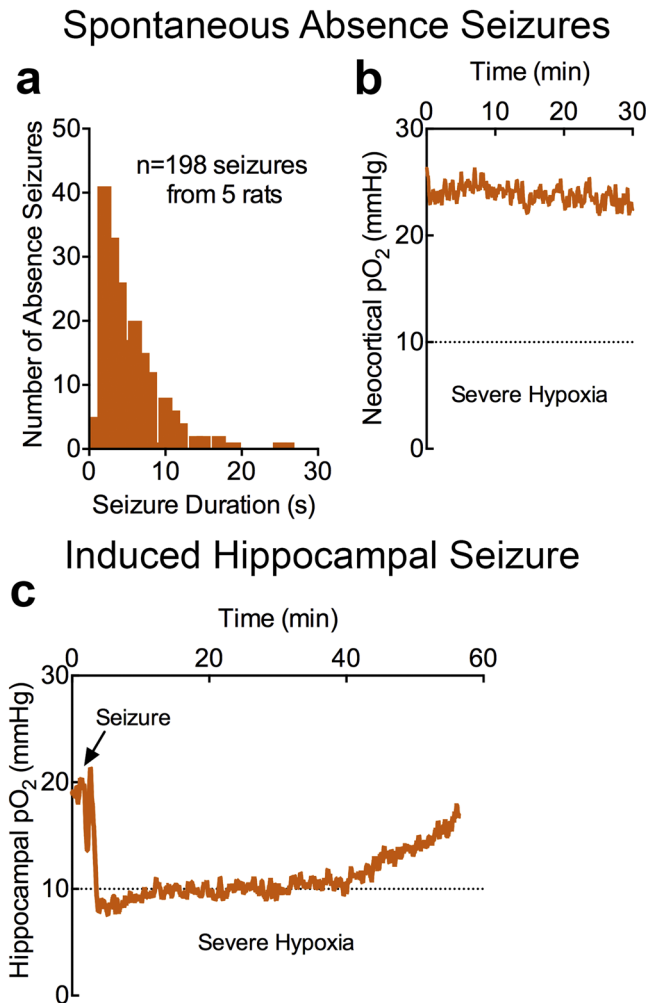 Spontaneous Absence Seizures
a
50
40
30
20
10
0
Number of Absence Seizures
n=198 seizures
from 5 rats
0 10 20 30
Seizure Duration (s)
b
Time (min)
0 10 20 30
30
20
10
0
Neocortical pO₂ (mmHg)
Severe Hypoxia
Induced Hippocampal Seizure
c
Time (min)
0 20 40 60
30
20
10
0
Hippocampal pO₂ (mmHg)
Seizure
Severe Hypoxia